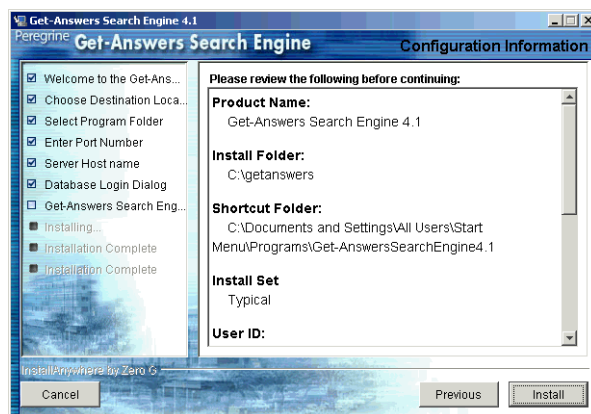 Get-Answers Search Engine 4.1
Peregrine Get-Answers Search Engine
Configuration Information
Welcome to the Get-Ans...
Choose Destination Loca...
Select Program Folder
Enter Port Number
Server Host name
Database Login Dialog
Get-Answers Search Eng...
Installing...
Installation Complete
Installation Complete
Please review the following before continuing:
Product Name:
Get-Answers Search Engine 4.1
Install Folder:
C:\getanswers
Shortcut Folder:
C:\Documents and Settings\All Users\Start
Menu\Programs\Get-AnswersSearchEngine4.1
Install Set
Typical
User ID:
InstallAnywhere by Zero G
Cancel
Previous
Install